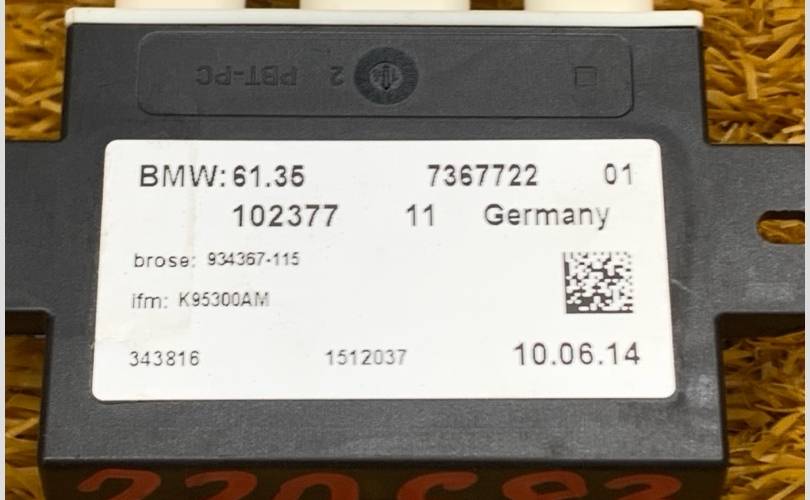 PBT-PC 2
BMW: 61.35 7367722 01
102377 11 Germany
brose: 934367-115
ifm: K95300AM
343816 1512037 10.06.14